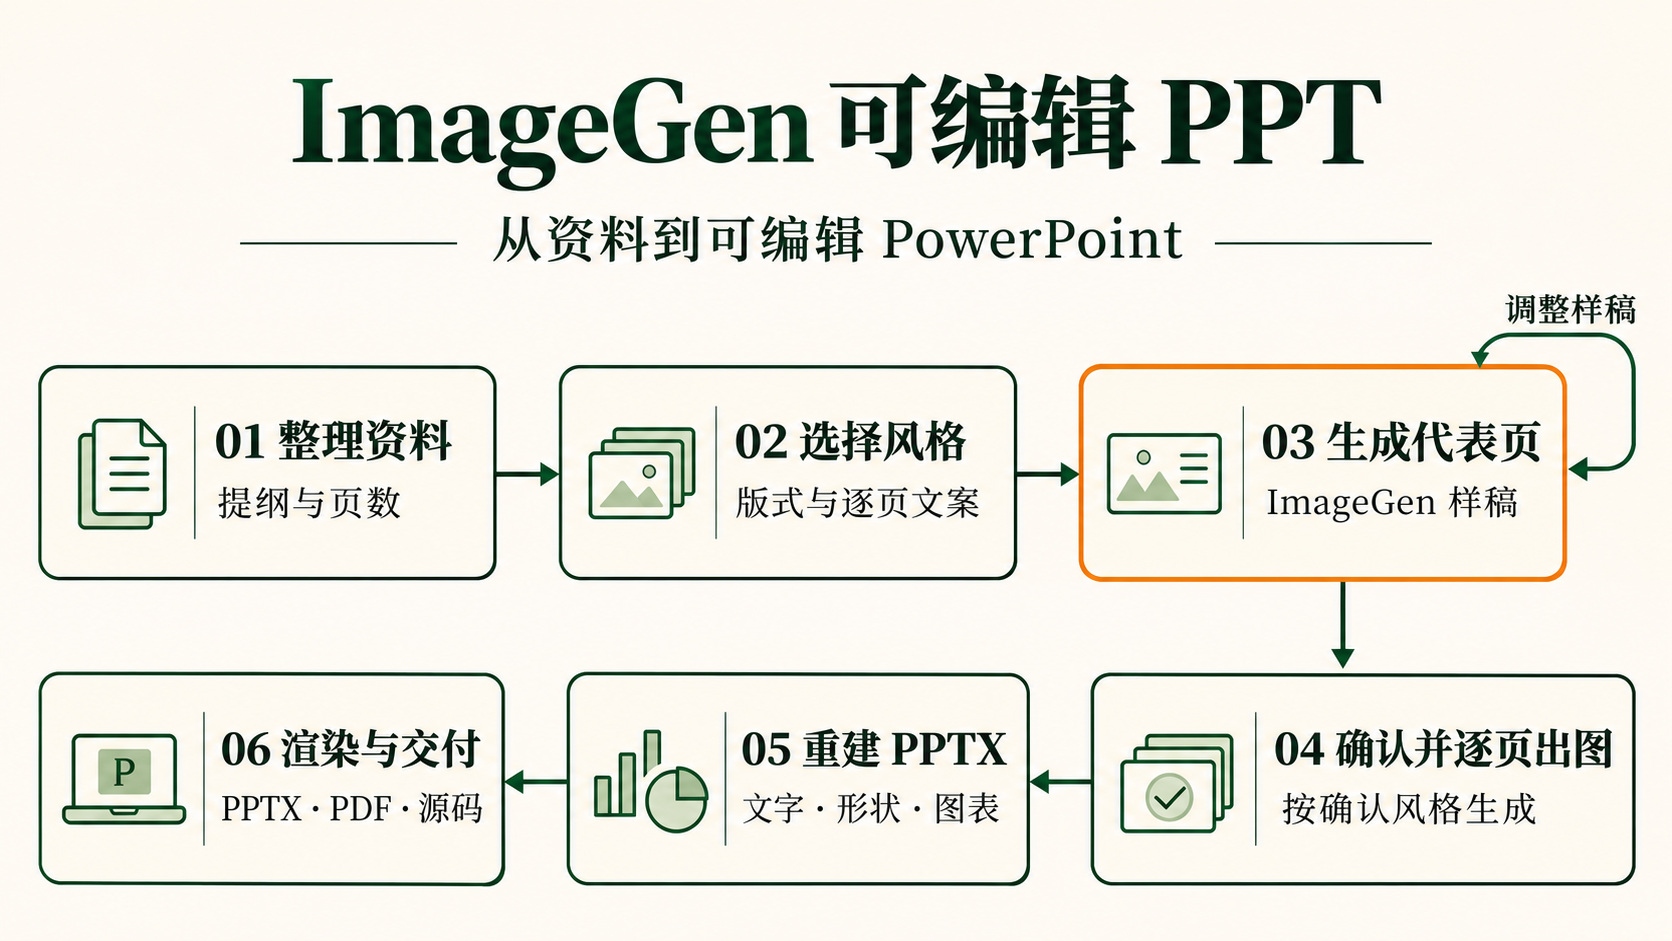 ImageGen 可编辑 PPT
从资料到可编辑 PowerPoint
调整样稿
01 整理资料
提纲与页数
02 选择风格
版式与逐页文案
03 生成代表页
ImageGen 样稿
04 确认并逐页出图
按确认风格生成
05 重建 PPTX
文字 · 形状 · 图表
06 渲染与交付
PPTX · PDF · 源码
P